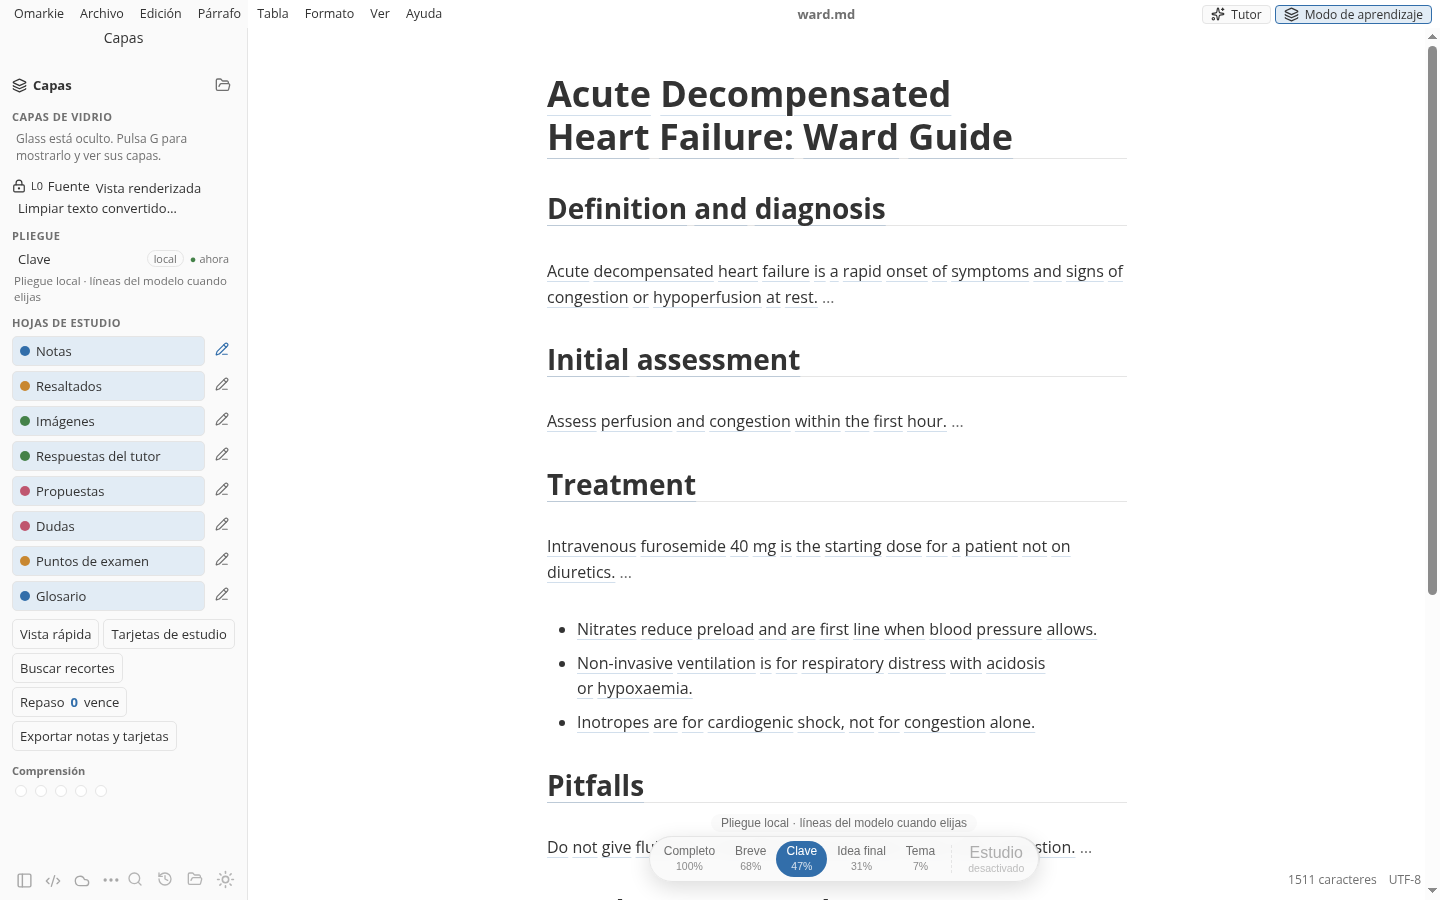 Omarkie Archivo Edición Párrafo Tabla Formato Ver Ayuda
ward.md
Tutor Modo de aprendizaje
Capas
Capas
CAPAS DE VIDRIO
Glass está oculto. Pulsa G para
mostrarlo y ver sus capas.
L0 Fuente Vista renderizada
Limpiar texto convertido...
PLIEGUE
Clave local ahora
Pliegue local · líneas del modelo cuando
elijas
HOJAS DE ESTUDIO
Notas
Resaltados
Imágenes
Respuestas del tutor
Propuestas
Dudas
Puntos de examen
Glosario
Vista rápida Tarjetas de estudio
Buscar recortes
Repaso 0 vence
Exportar notas y tarjetas
Comprensión
Acute Decompensated
Heart Failure: Ward Guide
Definition and diagnosis
Acute decompensated heart failure is a rapid onset of symptoms and signs of
congestion or hypoperfusion at rest. ...
Initial assessment
Assess perfusion and congestion within the first hour. ...
Treatment
Intravenous furosemide 40 mg is the starting dose for a patient not on
diuretics. ...
Nitrates reduce preload and are first line when blood pressure allows.
Non-invasive ventilation is for respiratory distress with acidosis
or hypoxaemia.
Inotropes are for cardiogenic shock, not for congestion alone.
Pitfalls
Do not give
Pliegue local · líneas del modelo cuando elijas
Completo Breve Clave Idea final Tema Estudio
100% 68% 47% 31% 7% desactivado
1511 caracteres UTF-8